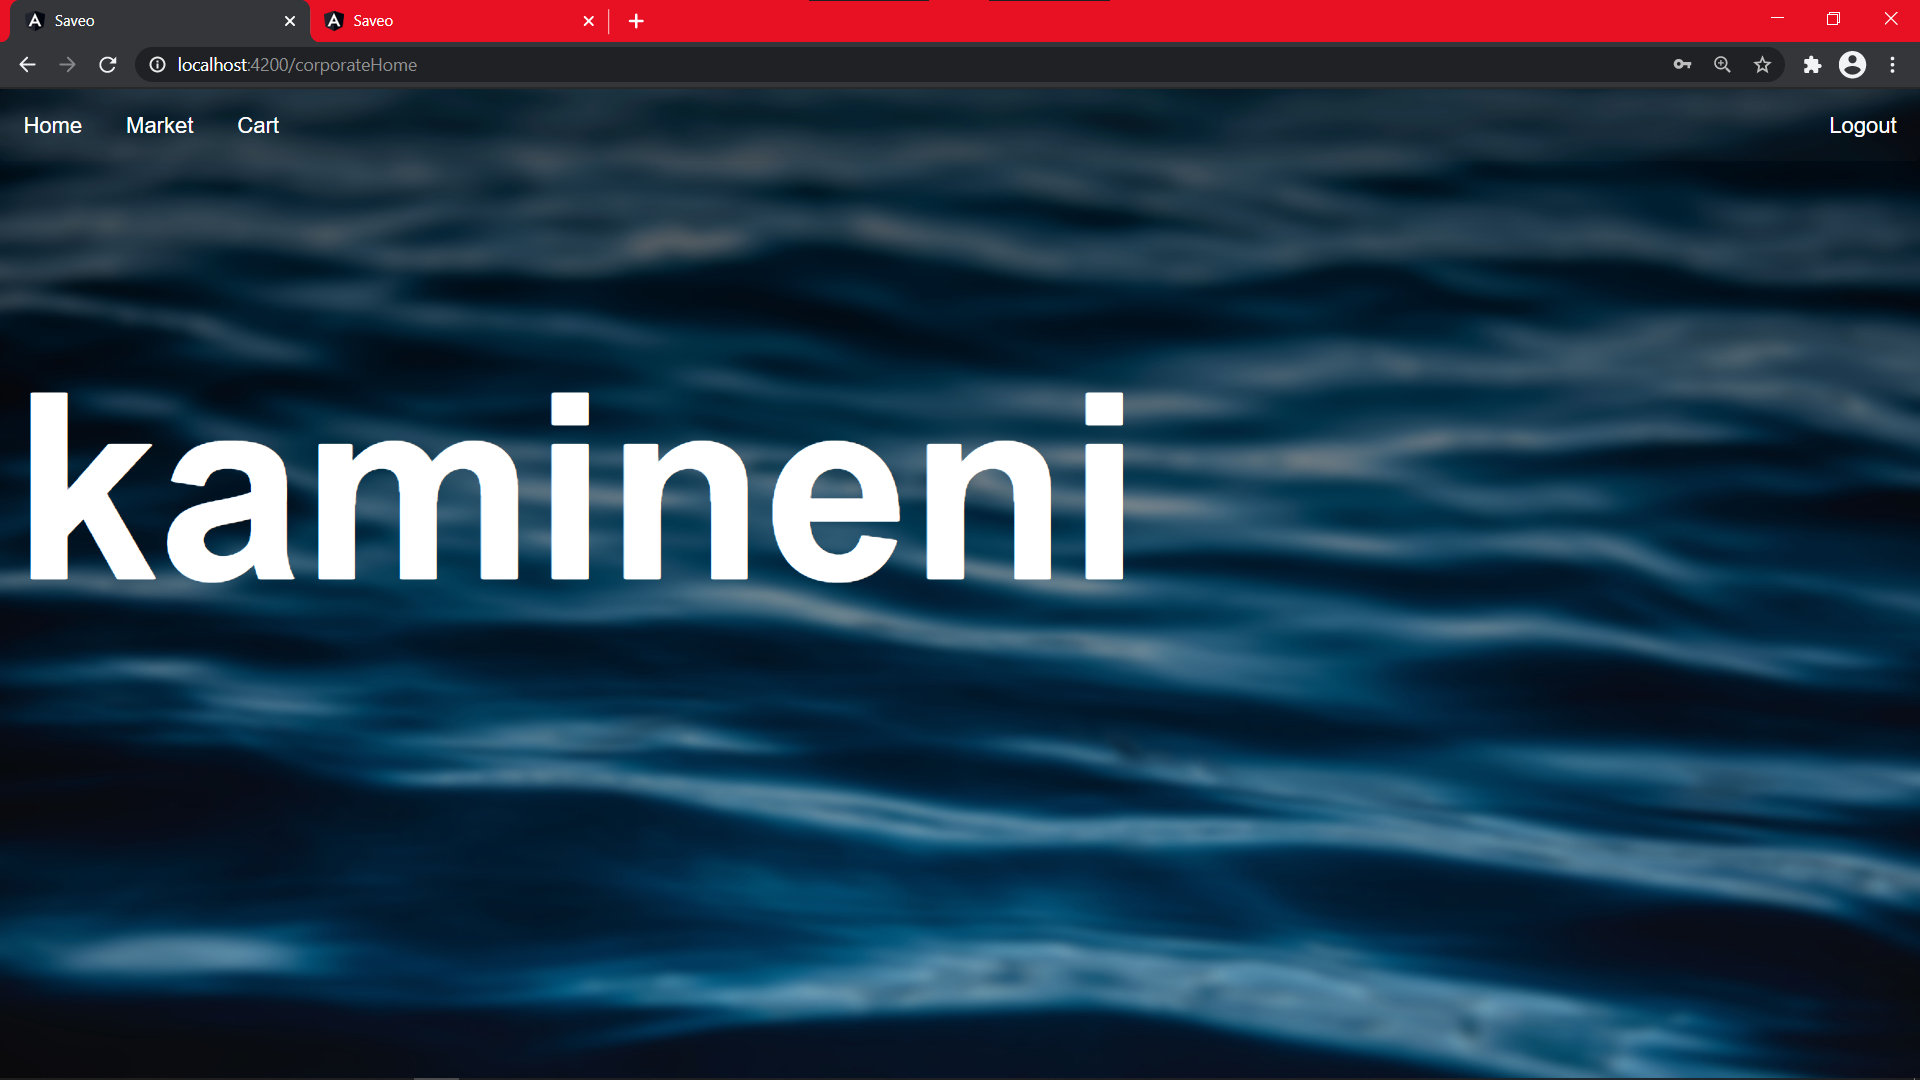 Saveo
Saveo
localhost:4200/corporateHome
Home Market Cart Logout
kamineni